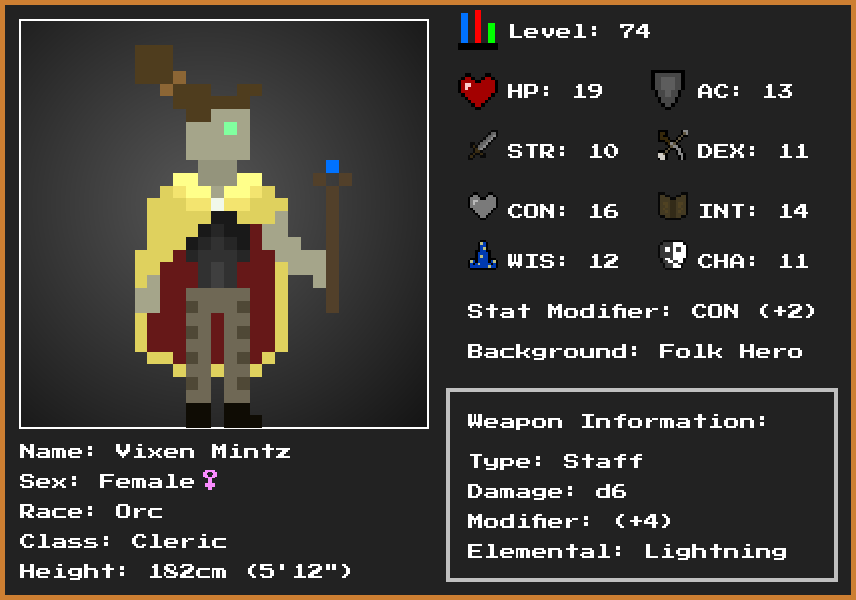 Level: 74
HP: 19
AC: 13
STR: 10
DEX: 11
CON: 16
INT: 14
WIS: 12
CHA: 11
Stat Modifier: CON (+2)
Background: Folk Hero
Weapon Information:
Type: Staff
Damage: d6
Modifier: (+4)
Elemental: Lightning
Name: Vixen Mintz
Sex: Female♀
Race: Orc
Class: Cleric
Height: 182cm (5'12")